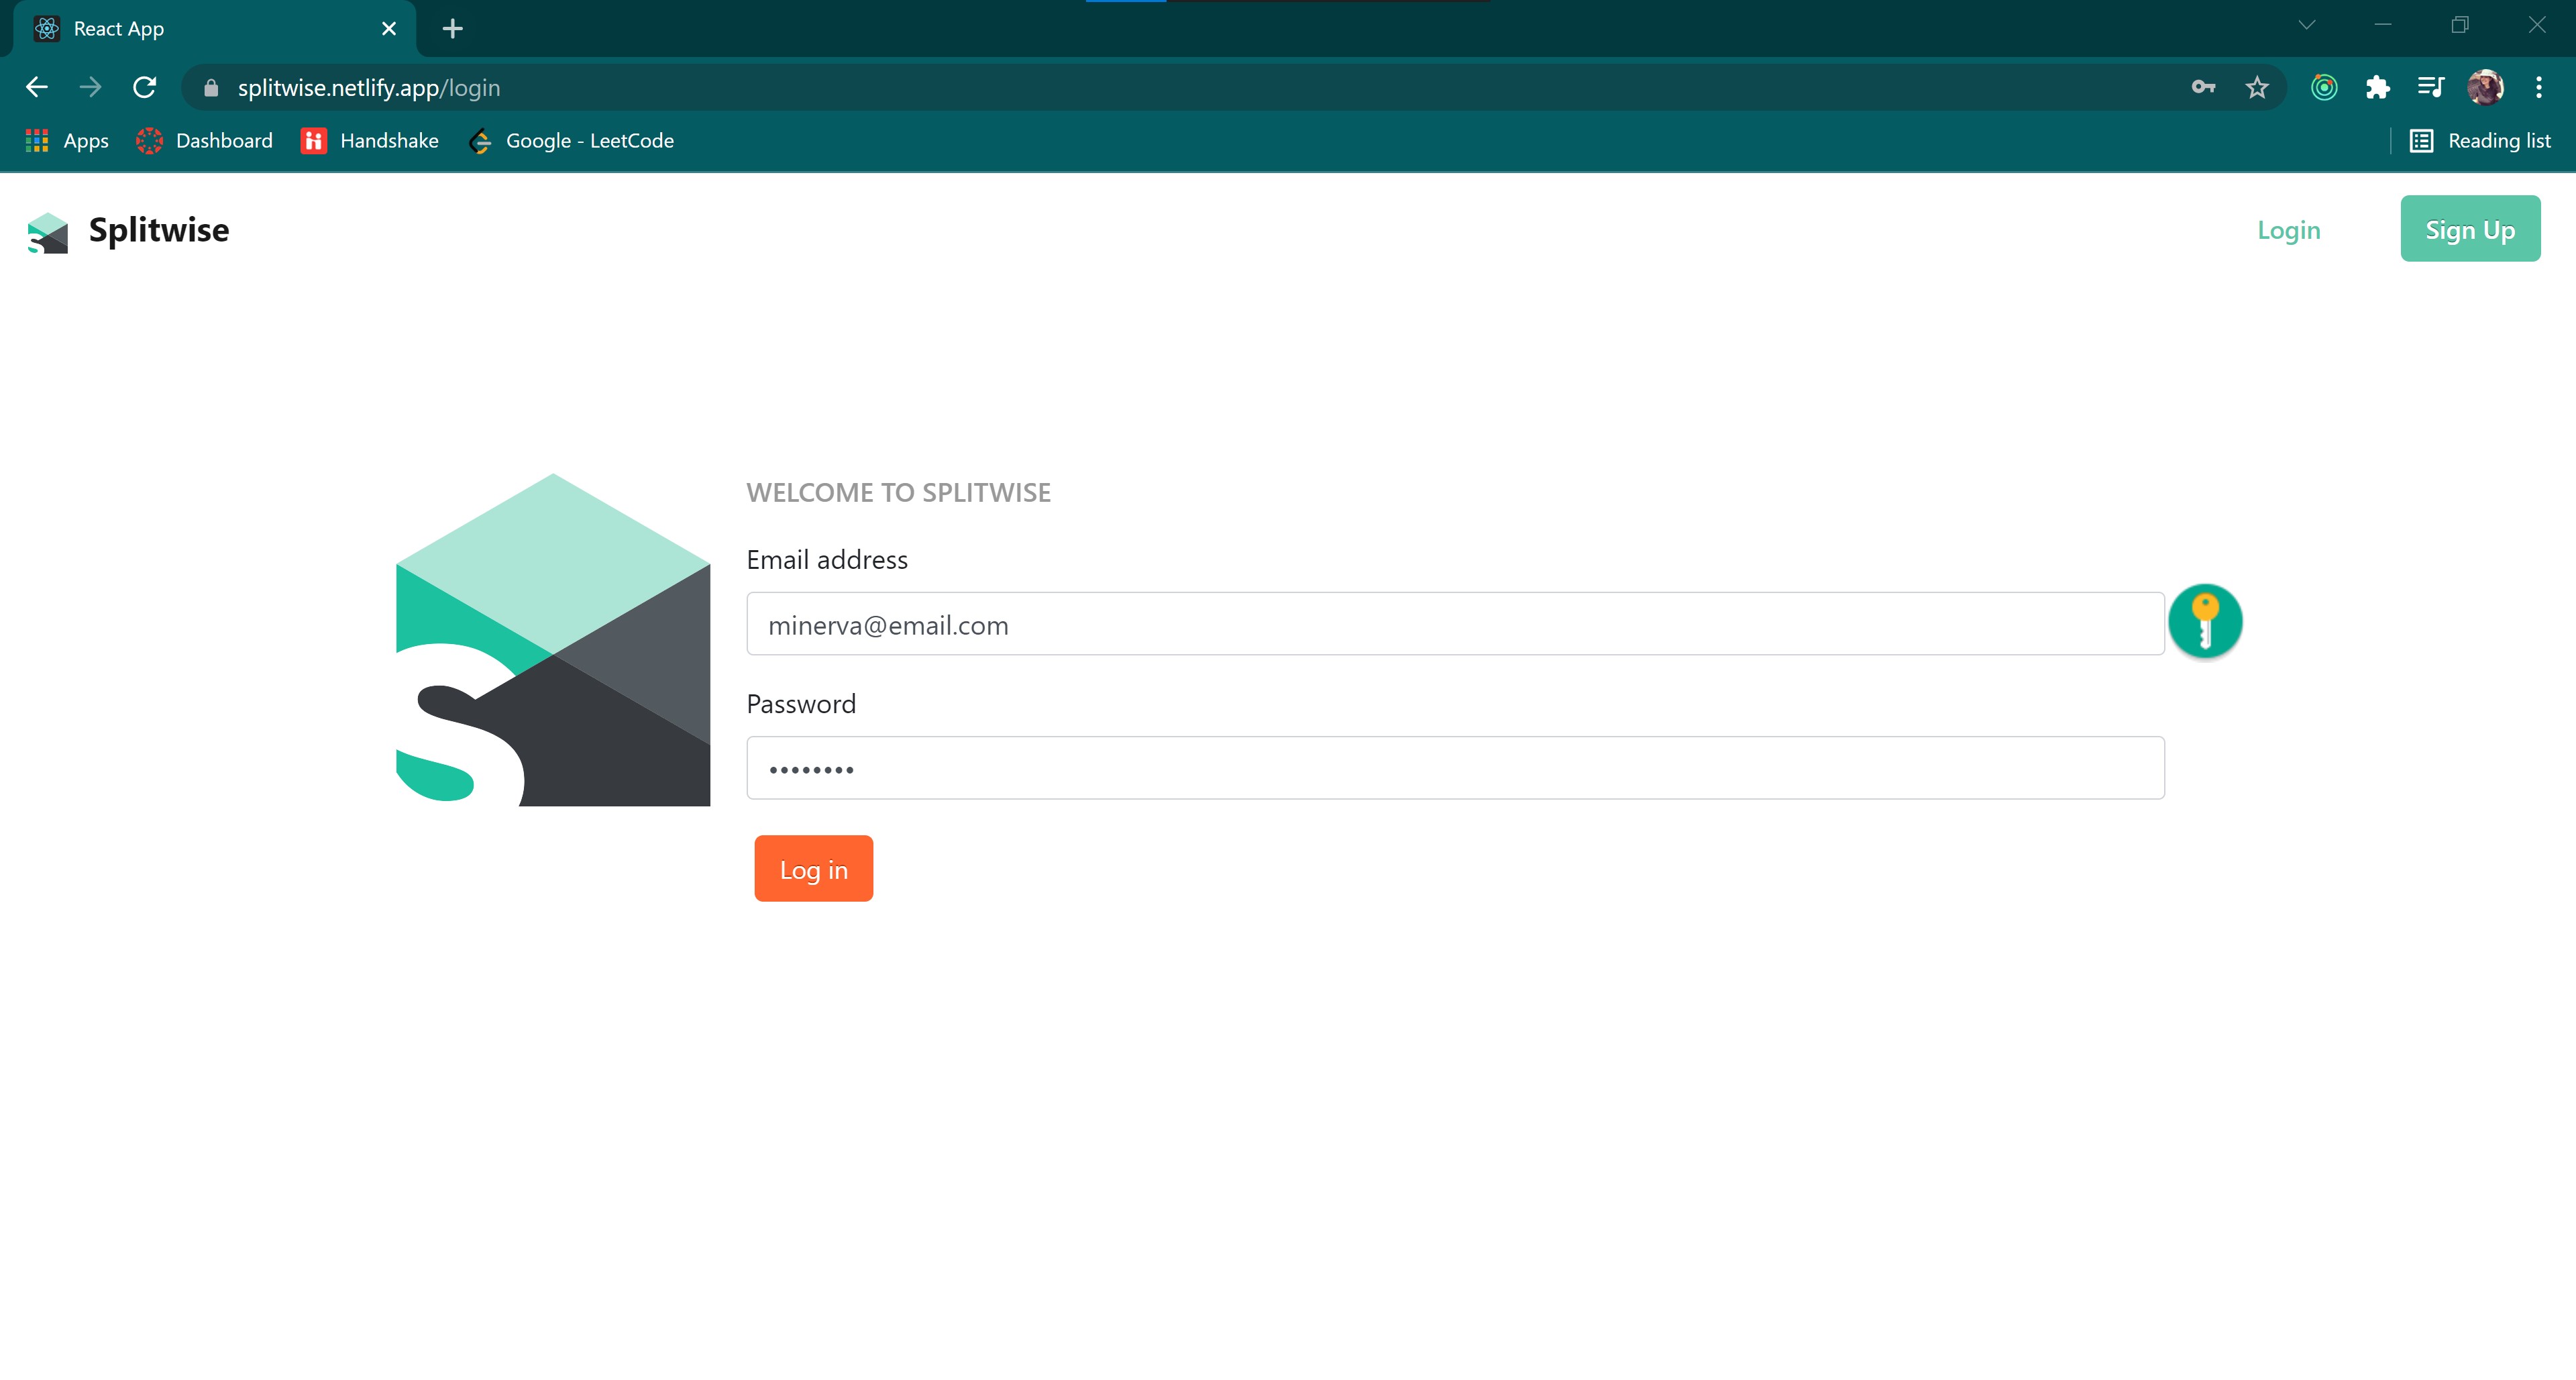 React App
splitwise.netlify.app/login
Apps Dashboard Handshake Google - LeetCode Reading list
Splitwise Login Sign Up
WELCOME TO SPLITWISE
Email address
minerva@email.com
Password
••••••••
Log in